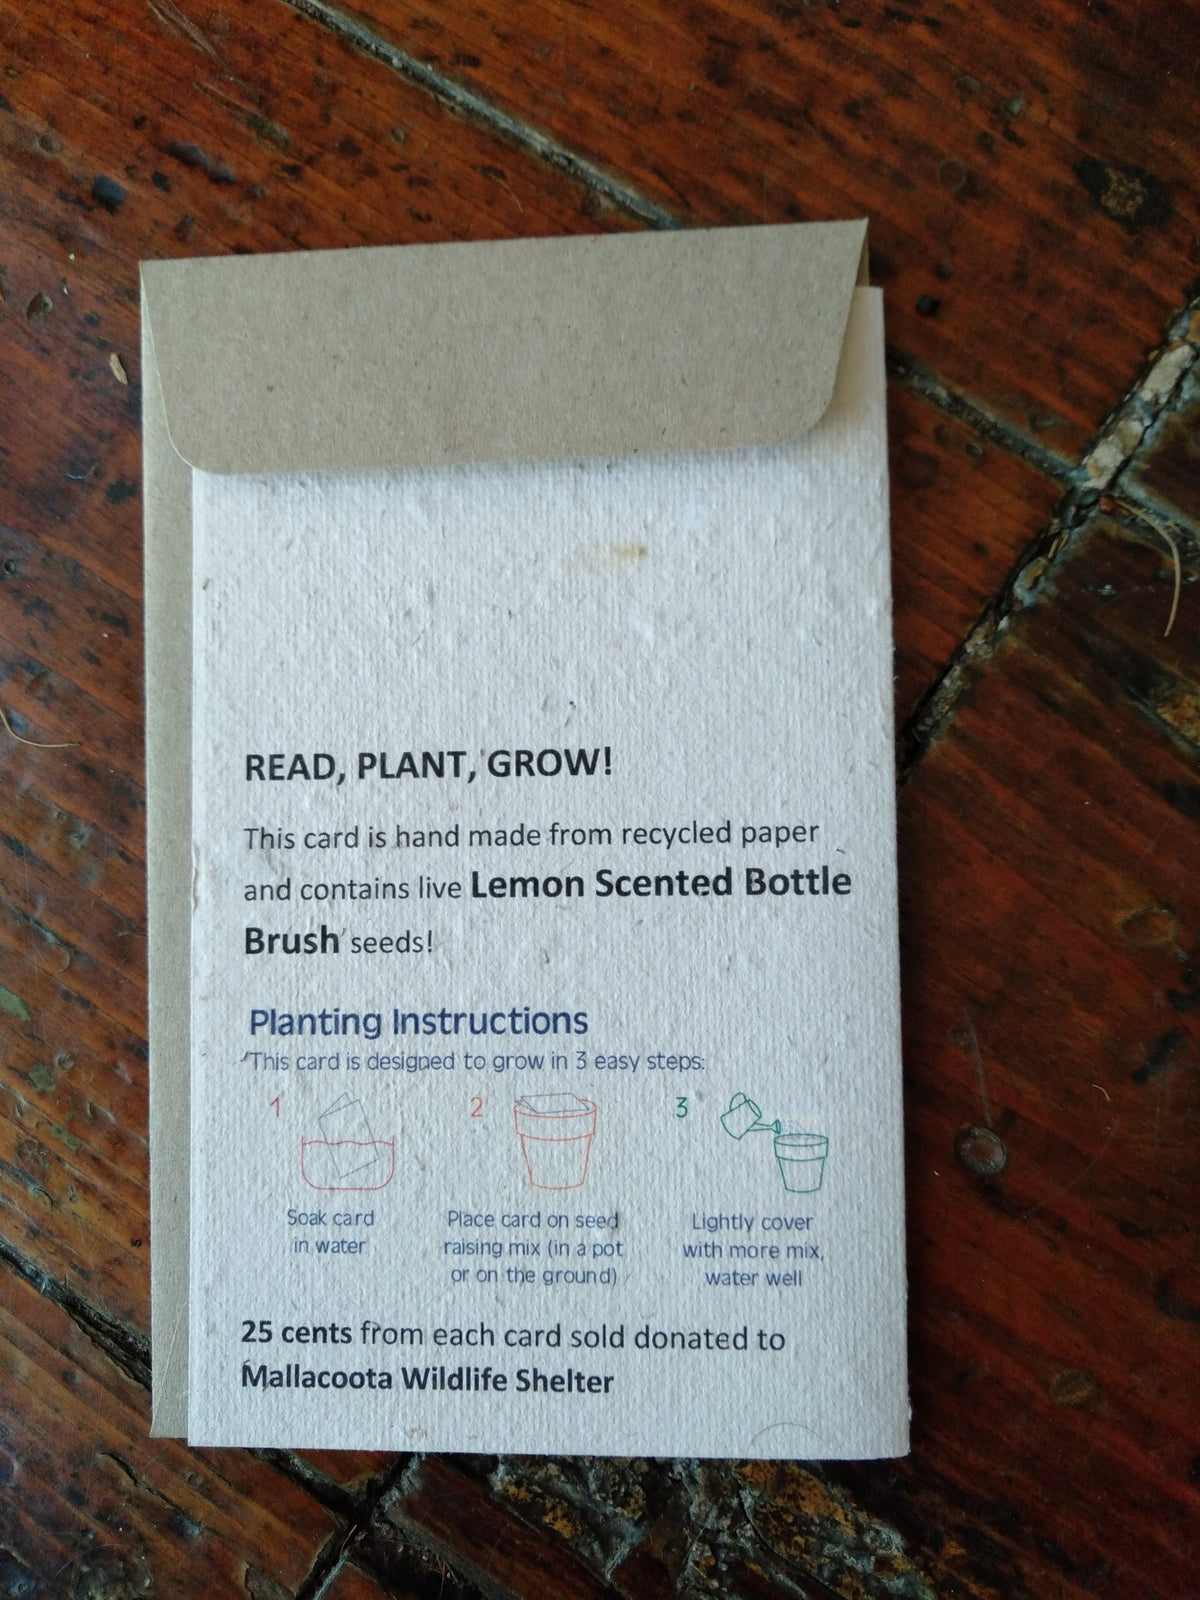 READ, PLANT, GROW!
This card is hand made from recycled paper
and contains live Lemon Scented Bottle
Brush seeds!
Planting Instructions
This card is designed to grow in 3 easy steps:
1
Soak card
in water
2
Place card on seed
raising mix (in a pot
or on the ground)
3
Lightly cover
with more mix,
water well
25 cents from each card sold donated to
Mallacoota Wildlife Shelter